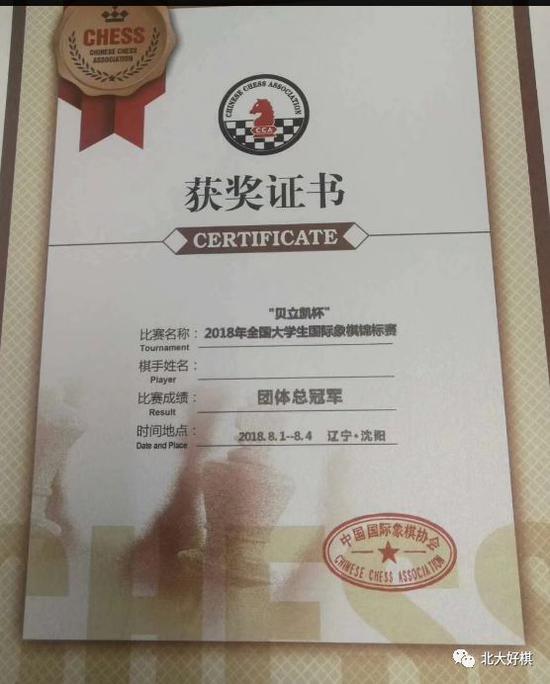 CHESS
CHINESE CHESS
ASSOCIATION
CHINESE CHESS ASSOCIATION
CCA
获奖证书
CERTIFICATE
"贝立凯杯"
比赛名称：2018年全国大学生国际象棋锦标赛
Tournament
棋手姓名：
Player
比赛成绩：团体总冠军
Result
时间地点：2018.8.1--8.4 辽宁·沈阳
Date and Place
中国国际象棋协会
CHINESE CHESS ASSOCIATION
CHESS
北大好棋